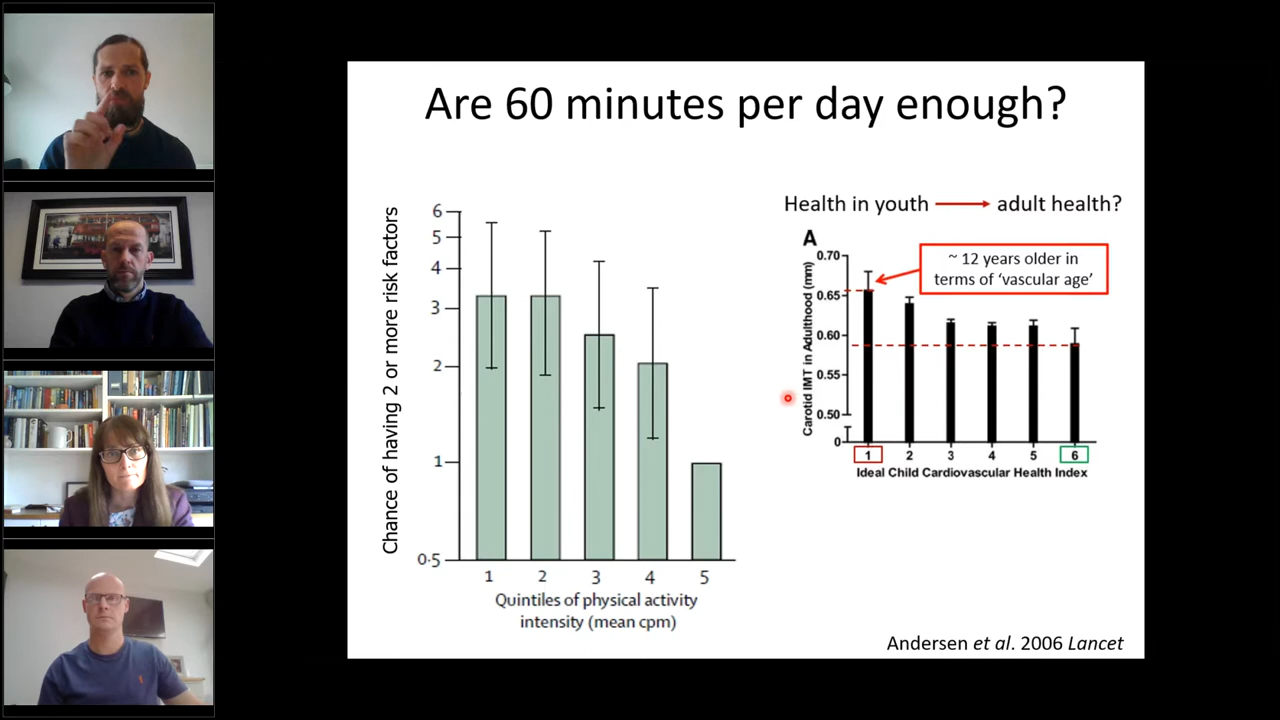 Are 60 minutes per day enough?
Chance of having 2 or more risk factors
6
5
4
3
2
1
0·5
1 2 3 4 5
Quintiles of physical activity
intensity (mean cpm)
Health in youth adult health?
A
~ 12 years older in
terms of ‘vascular age’
Carotid IMT in Adulthood (mm)
0.70
0.65
0.60
0.55
0.50
0
1 2 3 4 5 6
Ideal Child Cardiovascular Health Index
Andersen et al. 2006 Lancet